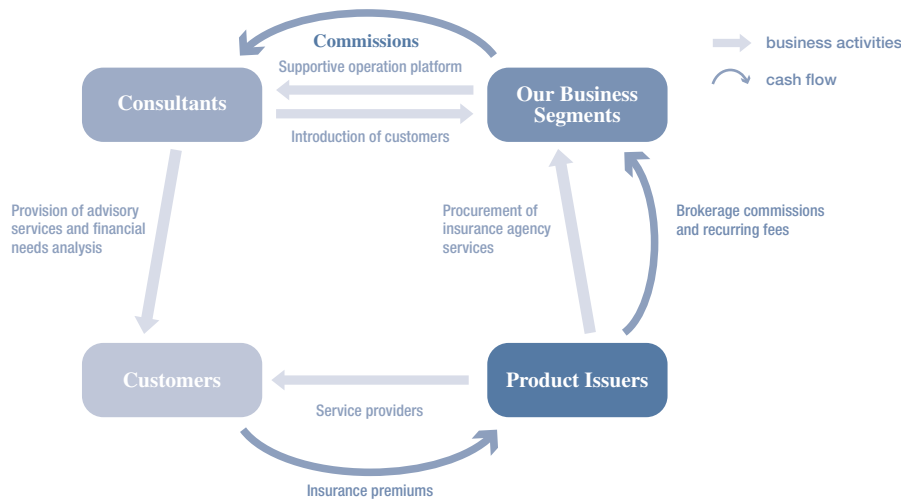 Commissions
business activities
Supportive operation platform
cash flow
Consultants
Our Business
Segments
Introduction of customers
Provision of advisory
services and financial
needs analysis
Procurement of
insurance agency
services
Brokerage commissions
and recurring fees
Customers
Product Issuers
Service providers
Insurance premiums